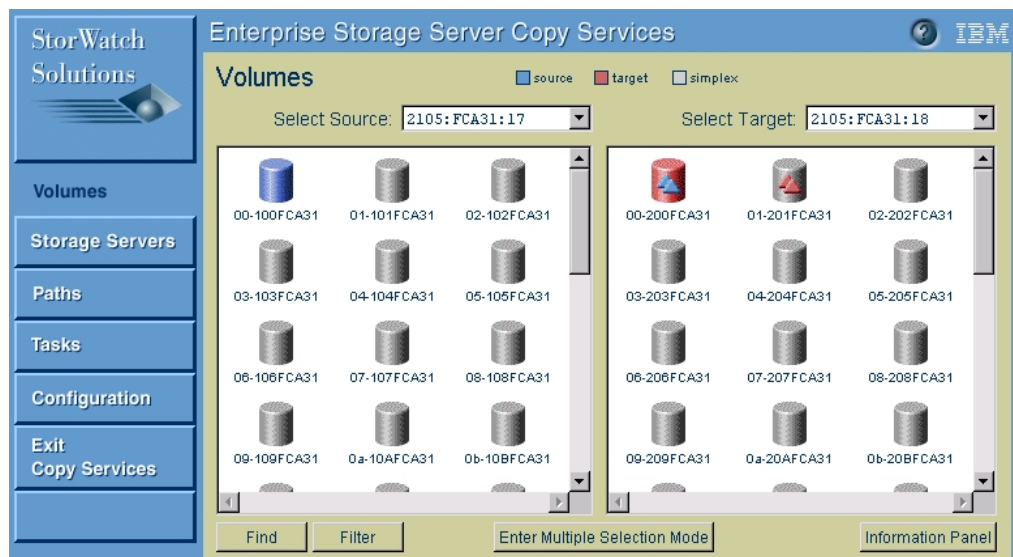 StorWatch
Solutions
Enterprise Storage Server Copy Services
? IBM
Volumes
source target simplex
Select Source: 2105:FCA31:17
Select Target: 2105:FCA31:18
Volumes
Storage Servers
Paths
Tasks
Configuration
Exit
Copy Services
00-100FCA31 01-101FCA31 02-102FCA31
03-103FCA31 04-104FCA31 05-105FCA31
06-106FCA31 07-107FCA31 08-108FCA31
09-109FCA31 0a-10AFCA31 0b-10BFCA31
00-200FCA31 01-201FCA31 02-202FCA31
03-203FCA31 04-204FCA31 05-205FCA31
06-206FCA31 07-207FCA31 08-208FCA31
09-209FCA31 0a-20AFCA31 0b-20BFCA31
Find Filter Enter Multiple Selection Mode Information Panel